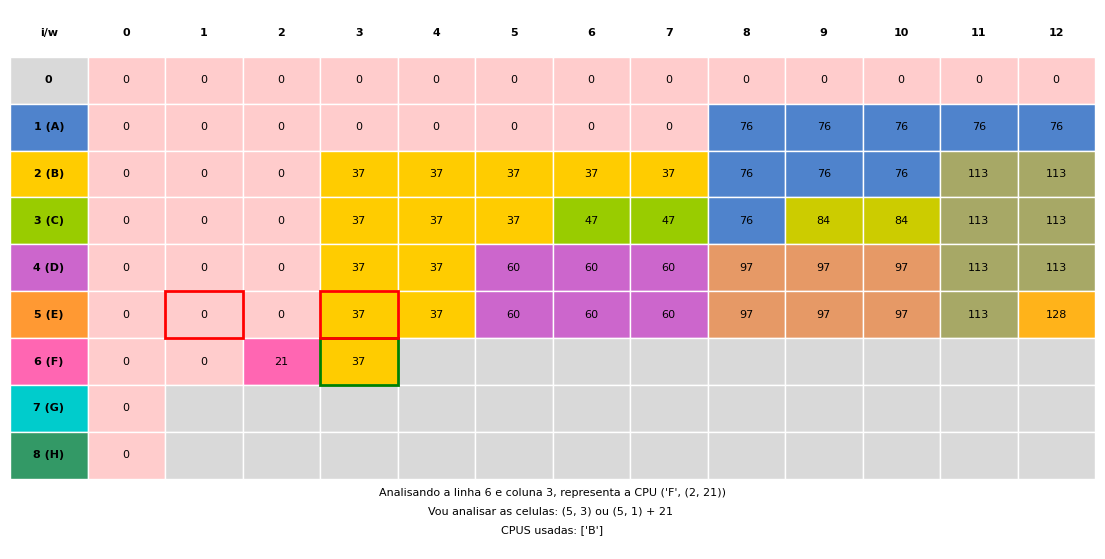 i/w 0 1 2 3 4 5 6 7 8 9 10 11 12
0 0 0 0 0 0 0 0 0 0 0 0 0 0
1 (A) 0 0 0 0 0 0 0 0 76 76 76 76 76
2 (B) 0 0 0 37 37 37 37 37 76 76 76 113 113
3 (C) 0 0 0 37 37 37 47 47 76 84 84 113 113
4 (D) 0 0 0 37 37 60 60 60 97 97 97 113 113
5 (E) 0 0 0 37 37 60 60 60 97 97 97 113 128
6 (F) 0 0 21 37
7 (G) 0
8 (H) 0
Analisando a linha 6 e coluna 3, representa a CPU ('F', (2, 21))
Vou analisar as celulas: (5, 3) ou (5, 1) + 21
CPUS usadas: ['B']